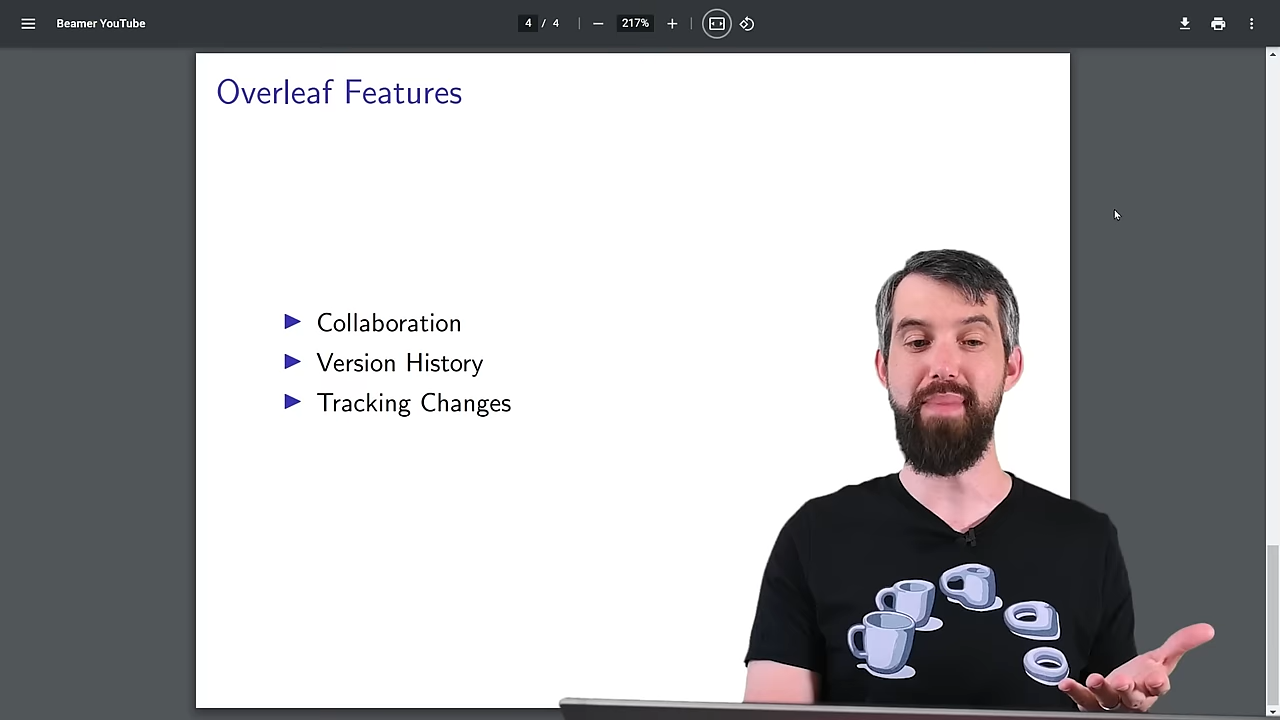 Beamer YouTube
4 / 4
217%
Overleaf Features
Collaboration
Version History
Tracking Changes